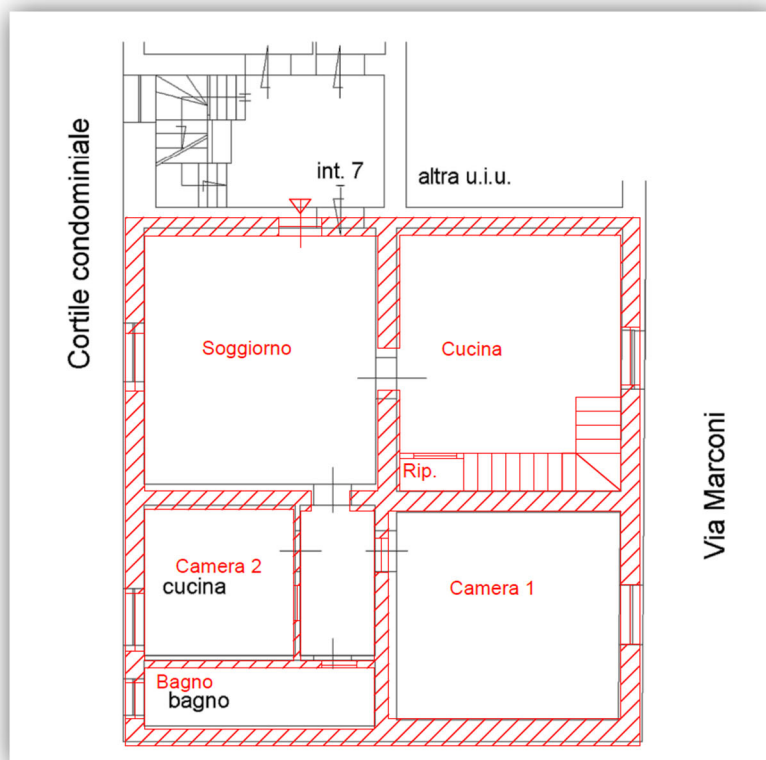 int. 7
altra u.i.u.
Cortile condominiale
Soggiorno
Cucina
Rip.
Via Marconi
Camera 2
cucina
Camera 1
Bagno
bagno